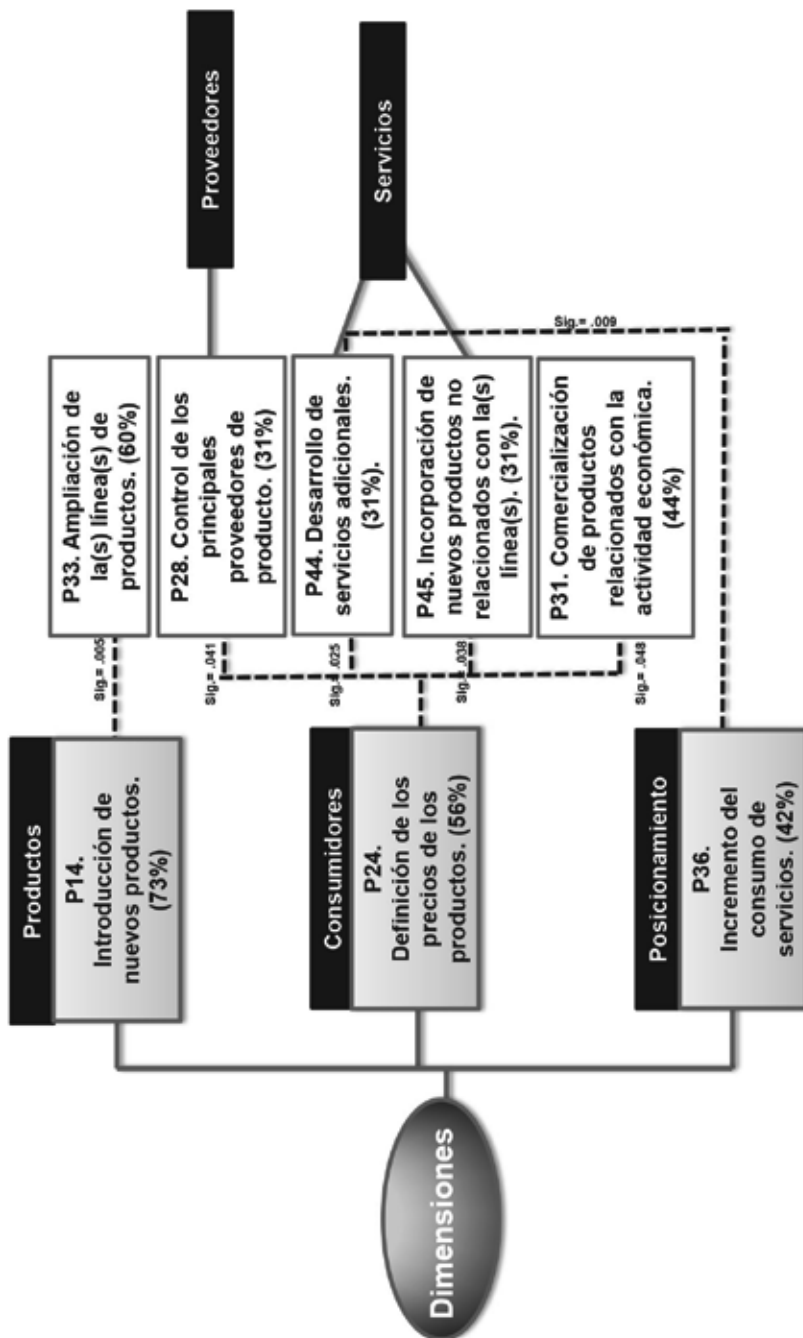 Dimensiones
Productos
P14.
Introducción de
nuevos productos.
(73%)
Consumidores
P24.
Definición de los
precios de los
productos. (56%)
Posicionamiento
P36.
Incremento del
consumo de
servicios. (42%)
Sig.= .005
Sig.= .041
Sig.= .025
Sig.= .038
Sig.= .048
P33. Ampliación de
la(s) línea(s) de
productos. (60%)
P28. Control de los
principales
proveedores de
producto. (31%)
P44. Desarrollo de
servicios adicionales.
(31%).
P45. Incorporación de
nuevos productos no
relacionados con la(s)
línea(s). (31%).
P31. Comercialización
de productos
relacionados con la
actividad económica.
(44%)
Sig.= .009
Proveedores
Servicios